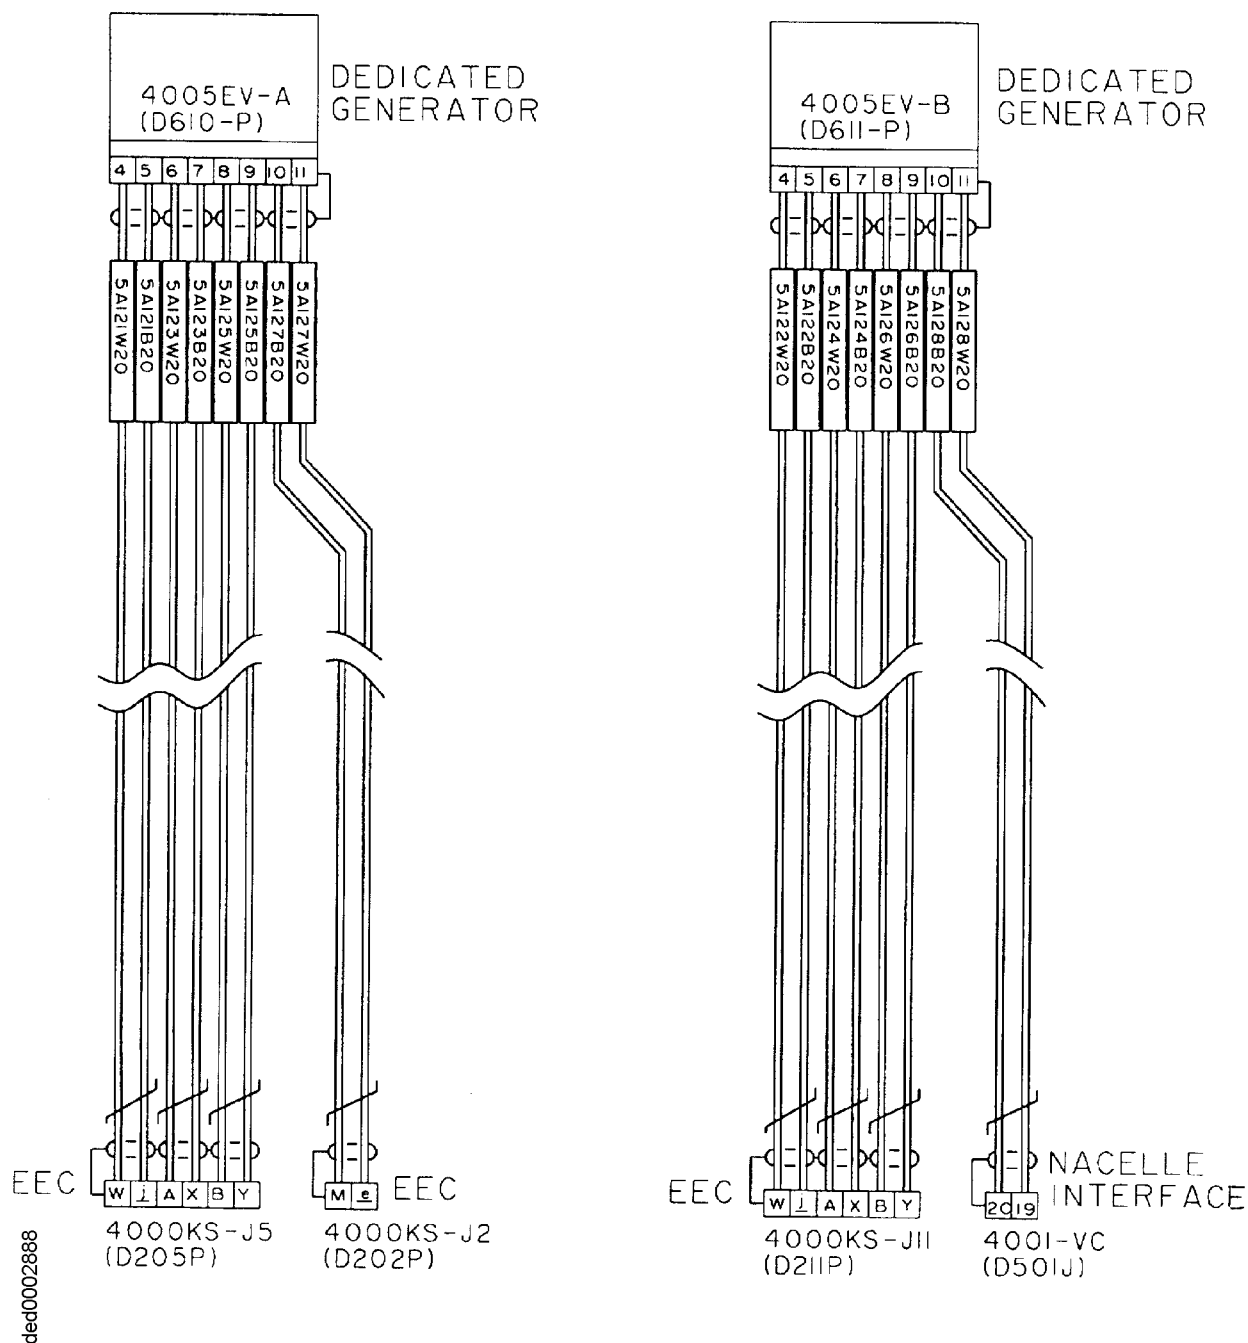 DEDICATED
GENERATOR
4005EV-A
(D610-P)
4 5 6 7 8 9 10 11
5A121W20
5A121B20
5A123W20
5A123B20
5A125W20
5A125B20
5A127B20
5A127W20
EEC
W j A X B Y
4000KS-J5
(D205P)
M e
EEC
4000KS-J2
(D202P)
DEDICATED
GENERATOR
4005EV-B
(D611-P)
4 5 6 7 8 9 10 11
5A122W20
5A122B20
5A124W20
5A124B20
5A126W20
5A126B20
5A128B20
5A128W20
EEC
W j A X B Y
4000KS-J11
(D211P)
20 19
NACELLE
INTERFACE
4001-VC
(D501J)
ded0002888